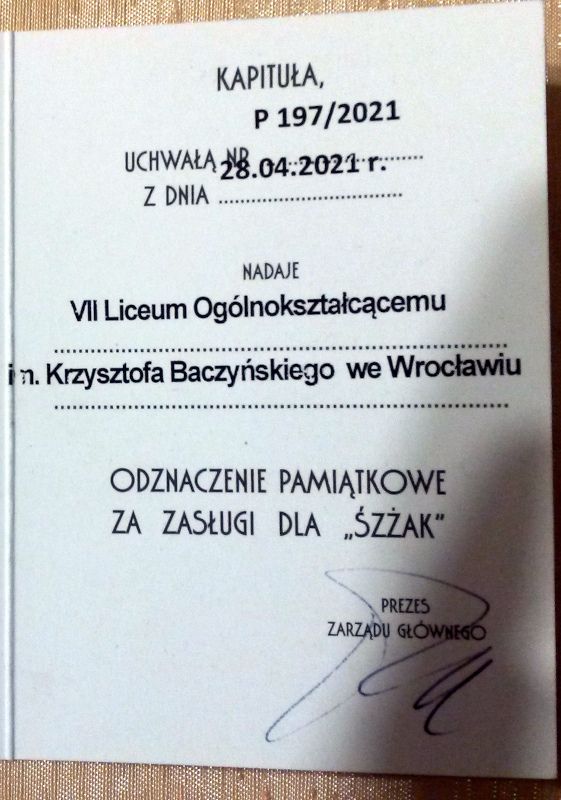 KAPITUŁA,
P 197/2021
UCHWAŁĄ NR ....................
28.04.2021 r.
Z DNIA ....................
NADAJE
VII Liceum Ogólnokształcącemu
im. Krzysztofa Baczyńskiego we Wrocławiu
ODZNACZENIE PAMIĄTKOWE
ZA ZASŁUGI DLA „ŚZŻAK”
PREZES
ZARZĄDU GŁÓWNEGO